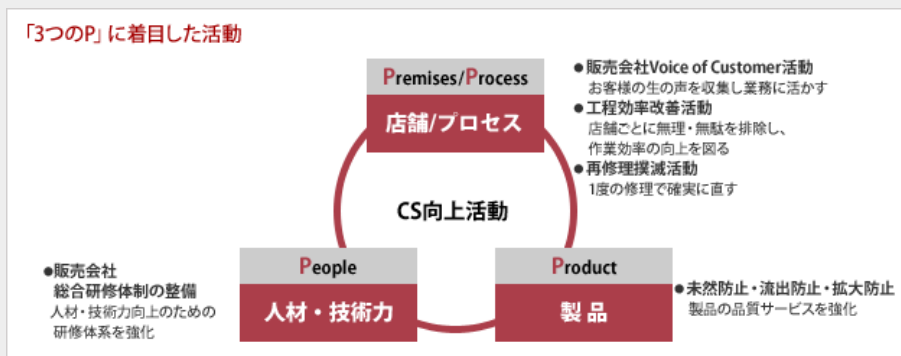 「3つのP」に着目した活動
Premises/Process
店舗/プロセス
●販売会社Voice of Customer活動
お客様の生の声を収集し業務に活かす
●工程効率改善活動
店舗ごとに無理・無駄を排除し、
作業効率の向上を図る
●再修理撲滅活動
1度の修理で確実に直す
CS向上活動
●販売会社
総合研修体制の整備
人材・技術力向上のための
研修体系を強化
People
人材・技術力
Product
製品
●未然防止・流出防止・拡大防止
製品の品質サービスを強化